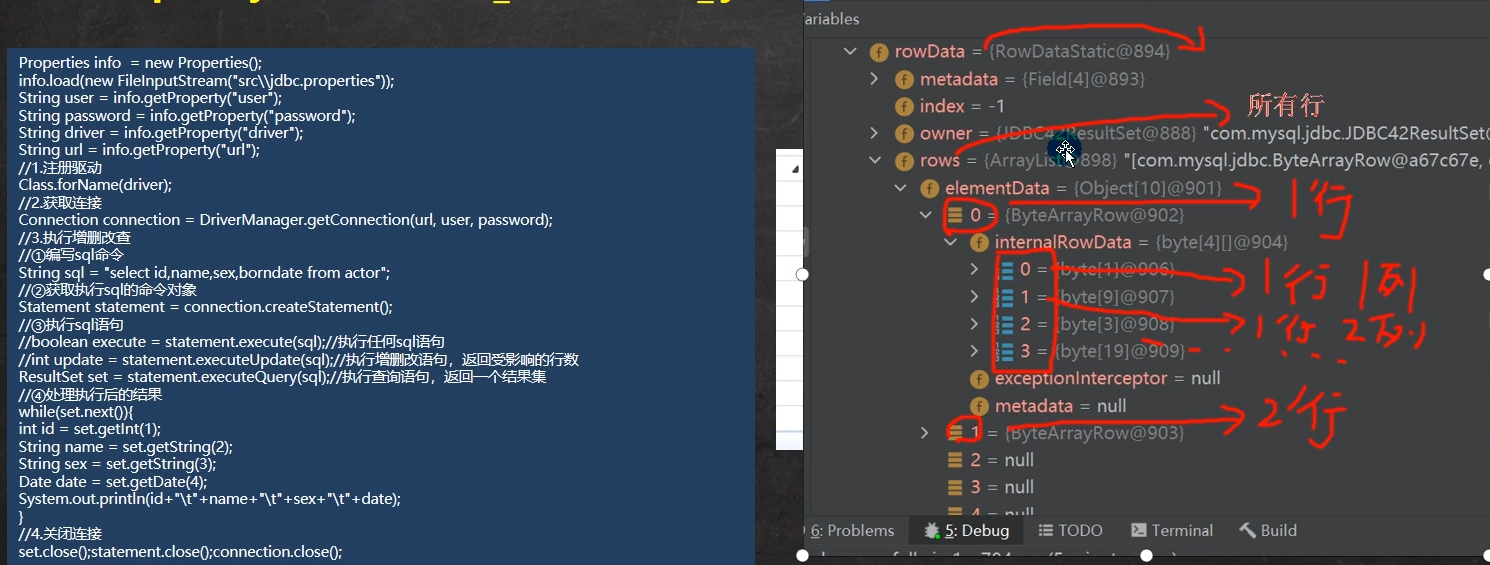 Properties info  = new Properties();
info.load(new FileInputStream("src\\jdbc.properties"));
String user = info.getProperty("user");
String password = info.getProperty("password");
String driver = info.getProperty("driver");
String url = info.getProperty("url");
//1.注册驱动
Class.forName(driver);
//2.获取连接
Connection connection = DriverManager.getConnection(url, user, password);
//3.执行增删改查
//①编写sql命令
String sql = "select id,name,sex,borndate from actor";
//②获取执行sql的命令对象
Statement statement = connection.createStatement();
//③执行sql语句
//boolean execute = statement.execute(sql);//执行任何sql语句
//int update = statement.executeUpdate(sql);//执行增删改语句，返回受影响的行数
ResultSet set = statement.executeQuery(sql);//执行查询语句，返回一个结果集
//④处理执行后的结果
while(set.next()){
int id = set.getInt(1);
String name = set.getString(2);
String sex = set.getString(3);
Date date = set.getDate(4);
System.out.println(id+"\t"+name+"\t"+sex+"\t"+date);
}
//4.关闭连接
set.close();statement.close();connection.close();
ariables
rowData = {RowDataStatic@894}
metadata = {Field[4]@893}
index = -1
所有行
owner = {JDBC42ResultSet@888} "com.mysql.jdbc.JDBC42ResultSet@
rows = {ArrayList@898} "[com.mysql.jdbc.ByteArrayRow@a67c67e,
elementData = {Object[10]@901}
1行
0 = {ByteArrayRow@902}
internalRowData = {byte[4][]@904}
0 = {byte[1]@906}
1行 1列
1 = {byte[9]@907}
2 = {byte[3]@908}
1行 2列
3 = {byte[19]@909}
exceptionInterceptor = null
metadata = null
2行
1 = {ByteArrayRow@903}
2 = null
3 = null
4 = null
6: Problems
5: Debug
TODO
Terminal
Build